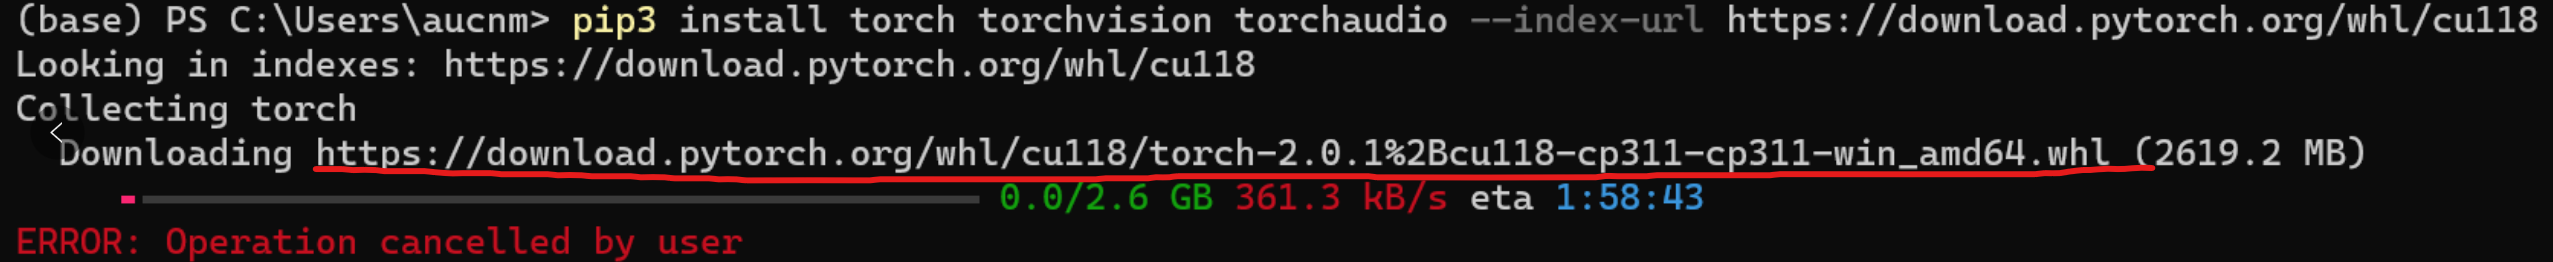 (base) PS C:\Users\aucnm> pip3 install torch torchvision torchaudio --index-url https://download.pytorch.org/whl/cu118
Looking in indexes: https://download.pytorch.org/whl/cu118
Collecting torch
Downloading https://download.pytorch.org/whl/cu118/torch-2.0.1%2Bcu118-cp311-cp311-win_amd64.whl (2619.2 MB)
0.0/2.6 GB 361.3 kB/s eta 1:58:43
ERROR: Operation cancelled by user